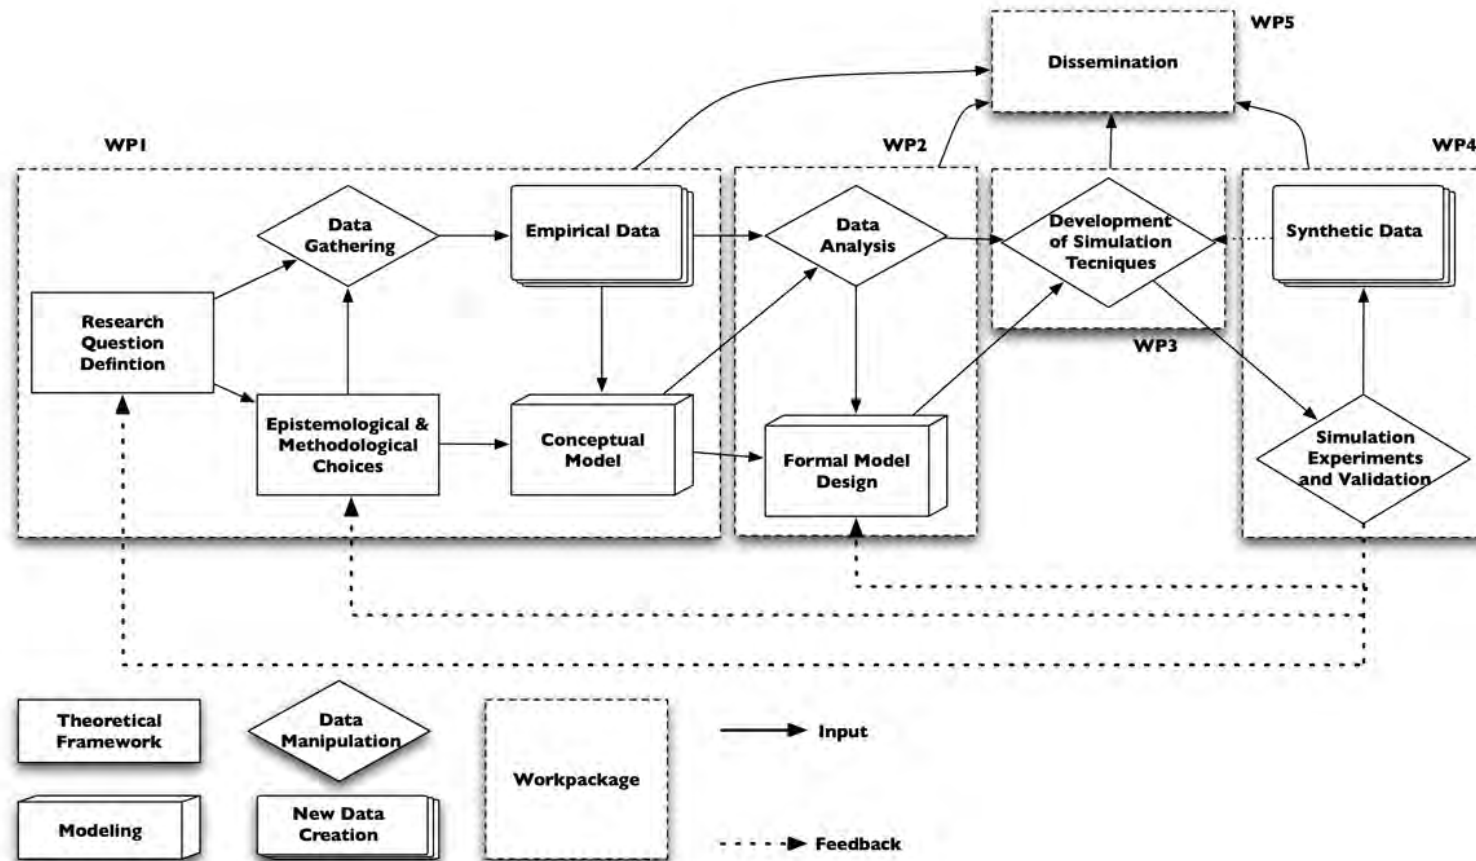 WP5
Dissemination
WP1
WP2
WP4
Data
Gathering
Empirical Data
Data
Analysis
Development
of Simulation
Tecniques
Synthetic Data
Research
Question
Defintion
WP3
Epistemological &
Methodological
Choices
Conceptual
Model
Formal Model
Design
Simulation
Experiments
and Validation
Theoretical
Framework
Data
Manipulation
Workpackage
Input
Modeling
New Data
Creation
Feedback